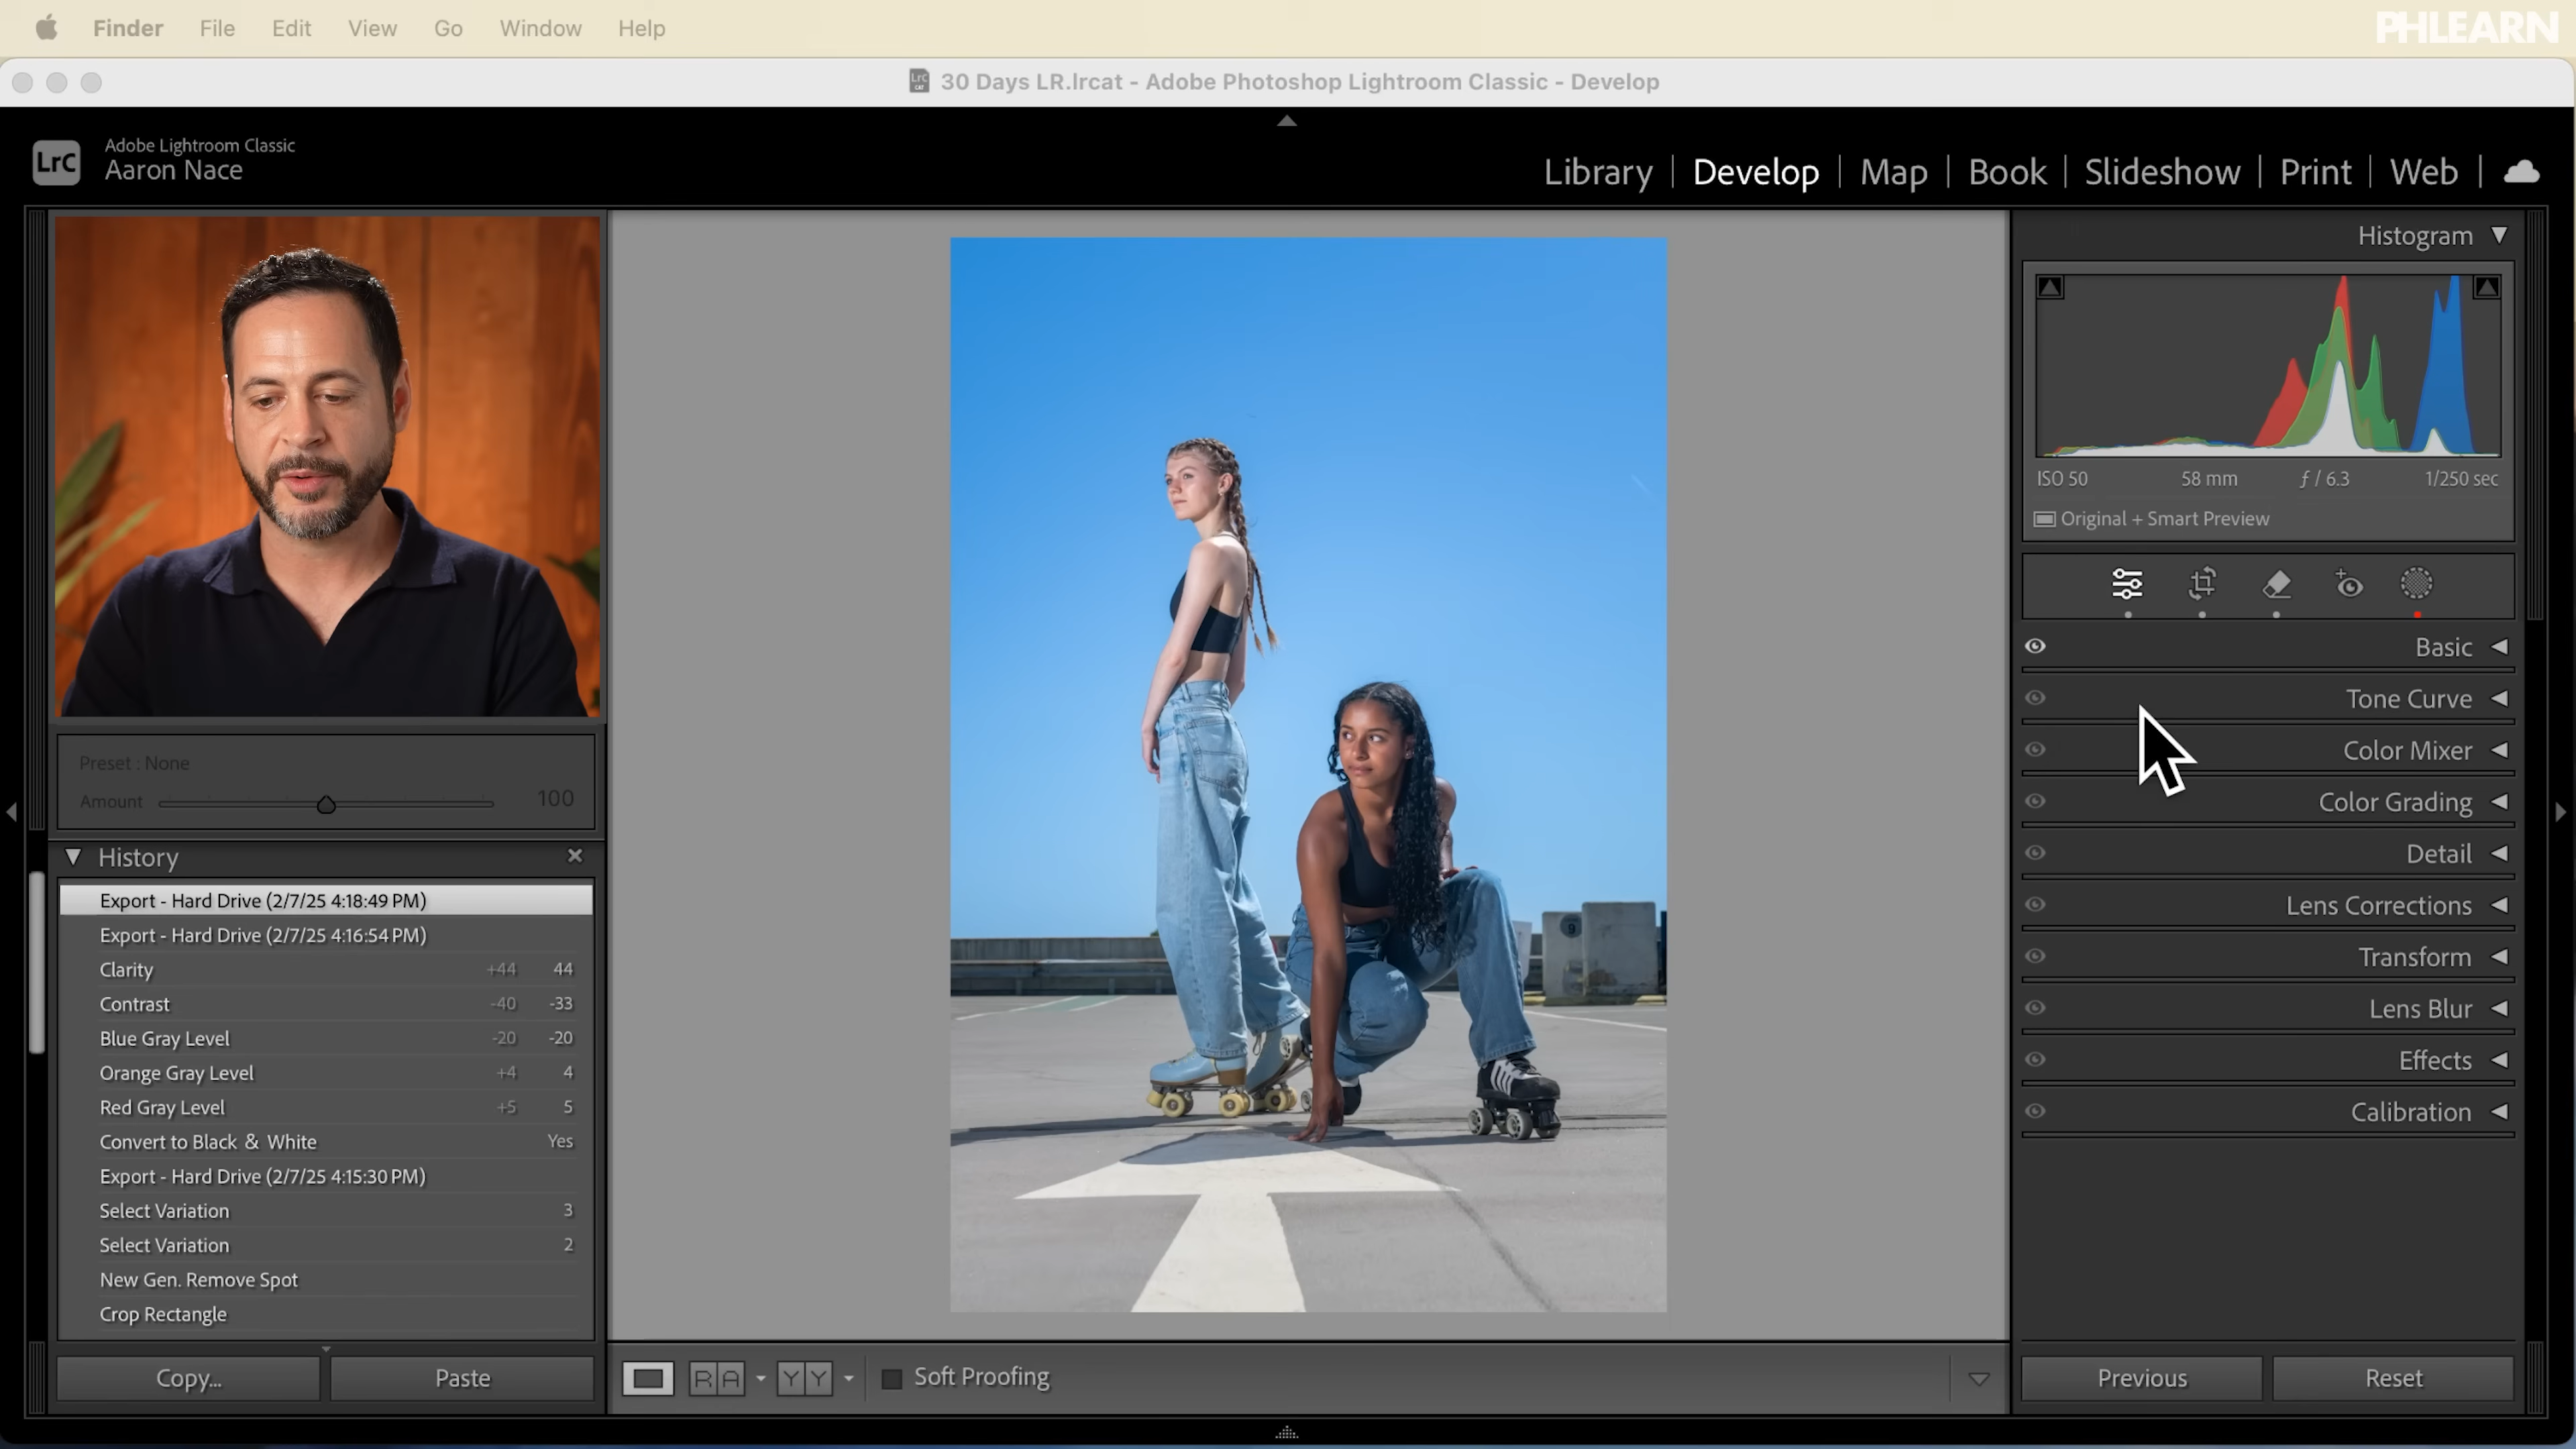 Finder File Edit View Go Window Help
PHLEARN
30 Days LR.lrcat - Adobe Photoshop Lightroom Classic - Develop
LrC
Adobe Lightroom Classic
Aaron Nace
Library | Develop | Map | Book | Slideshow | Print | Web |
Histogram
ISO 50 58 mm ƒ / 6.3 1/250 sec
Original + Smart Preview
Basic
Tone Curve
Color Mixer
Color Grading
Detail
Lens Corrections
Transform
Lens Blur
Effects
Calibration
Previous Reset
Preset : None
Amount 100
History
Export - Hard Drive (2/7/25 4:18:49 PM)
Export - Hard Drive (2/7/25 4:16:54 PM)
Clarity +44 44
Contrast -40 -33
Blue Gray Level -20 -20
Orange Gray Level +4 4
Red Gray Level +5 5
Convert to Black & White Yes
Export - Hard Drive (2/7/25 4:15:30 PM)
Select Variation 3
Select Variation 2
New Gen. Remove Spot
Crop Rectangle
Copy... Paste
R A Y Y Soft Proofing
9